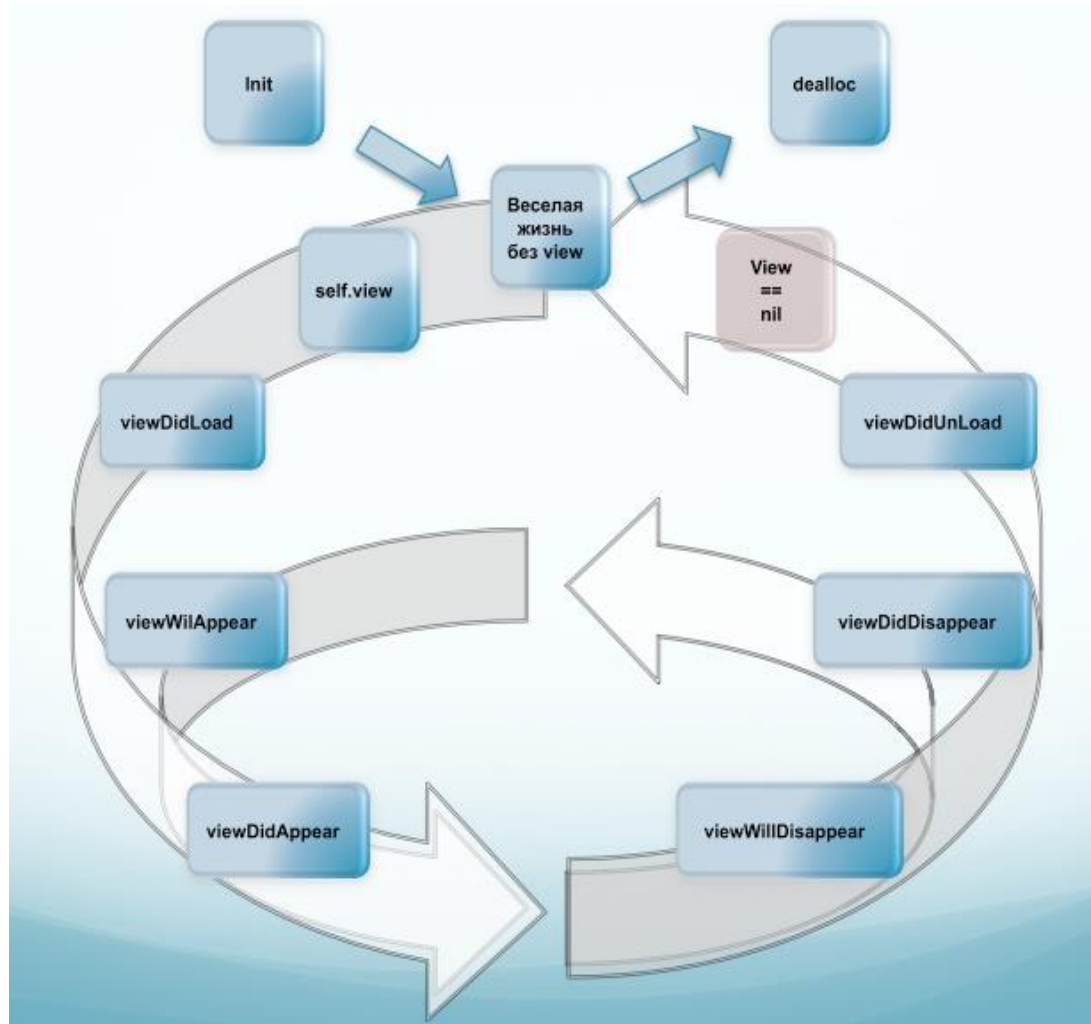 Init
dealloc
Веселая
жизнь
без view
self.view
View
==
nil
viewDidLoad
viewDidUnLoad
viewWilAppear
viewDidDisappear
viewDidAppear
viewWillDisappear